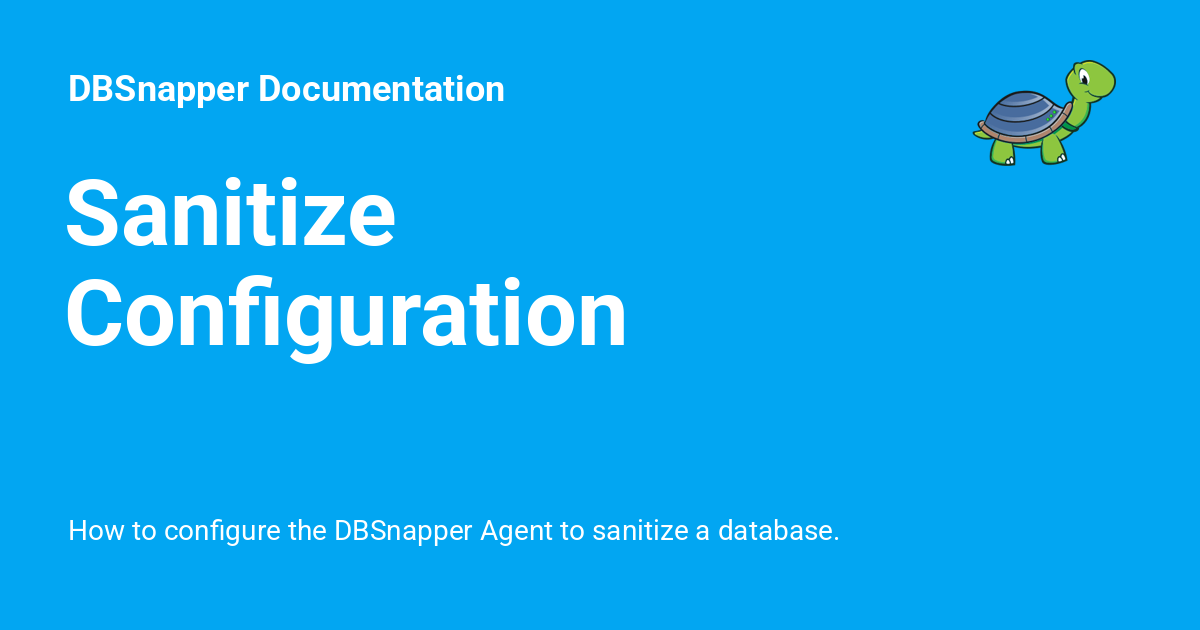 DBSnapper Documentation
Sanitize
Configuration
How to configure the DBSnapper Agent to sanitize a database.